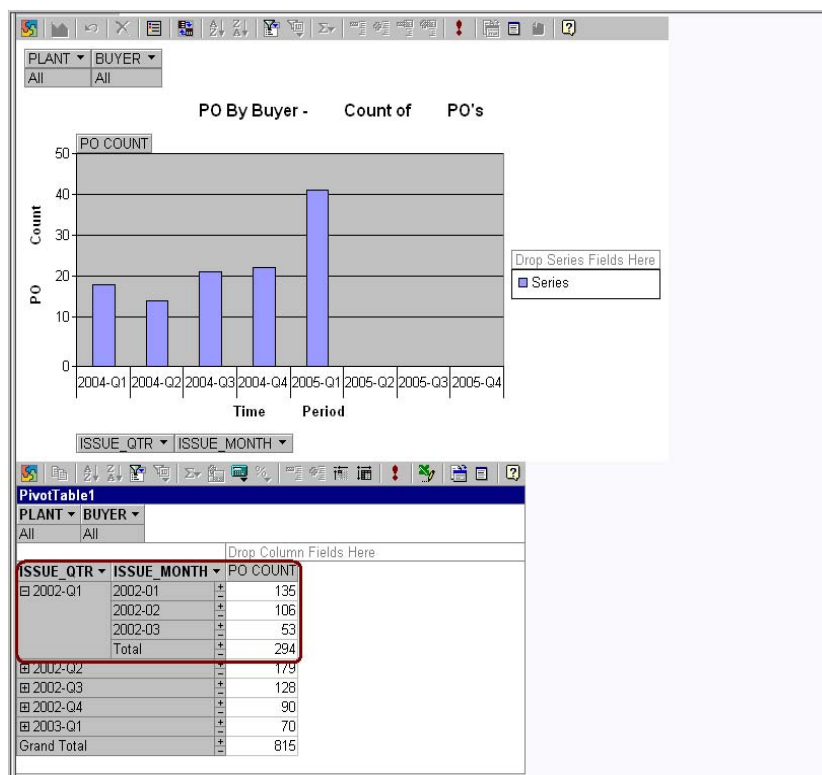 PLANT BUYER
All All
PO By Buyer - Count of PO's
PO COUNT
50
40
30
20
10
0
PO Count
Drop Series Fields Here
Series
2004-Q1 2004-Q2 2004-Q3 2004-Q4 2005-Q1 2005-Q2 2005-Q3 2005-Q4
Time Period
ISSUE_QTR ISSUE_MONTH
PivotTable1
PLANT BUYER
All All
Drop Column Fields Here
ISSUE_QTR ISSUE_MONTH PO COUNT
2002-Q1 2002-01 135
2002-02 106
2002-03 53
Total 294
2002-Q2 179
2002-Q3 128
2002-Q4 90
2003-Q1 70
Grand Total 815